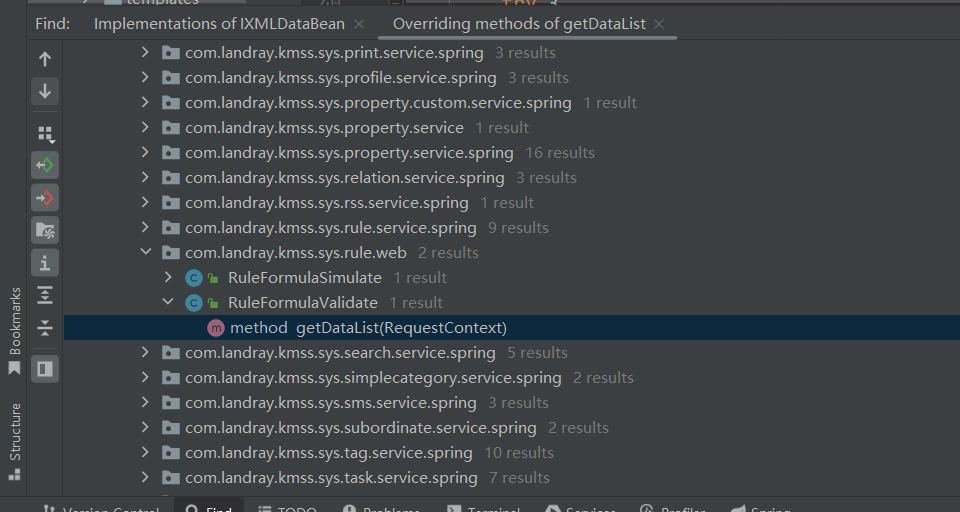 templates
Find: Implementations of IXMLDataBean Overriding methods of getDataList
com.landray.kmss.sys.print.service.spring 3 results
com.landray.kmss.sys.profile.service.spring 3 results
com.landray.kmss.sys.property.custom.service.spring 1 result
com.landray.kmss.sys.property.service 1 result
com.landray.kmss.sys.property.service.spring 16 results
com.landray.kmss.sys.relation.service.spring 3 results
com.landray.kmss.sys.rss.service.spring 1 result
com.landray.kmss.sys.rule.service.spring 9 results
com.landray.kmss.sys.rule.web 2 results
RuleFormulaSimulate 1 result
RuleFormulaValidate 1 result
method getDataList(RequestContext)
com.landray.kmss.sys.search.service.spring 5 results
com.landray.kmss.sys.simplecategory.service.spring 2 results
com.landray.kmss.sys.sms.service.spring 3 results
com.landray.kmss.sys.subordinate.service.spring 2 results
com.landray.kmss.sys.tag.service.spring 10 results
com.landray.kmss.sys.task.service.spring 7 results
Bookmarks
Structure
Version Control Find TODO Problems Terminal Services Profiler Spring